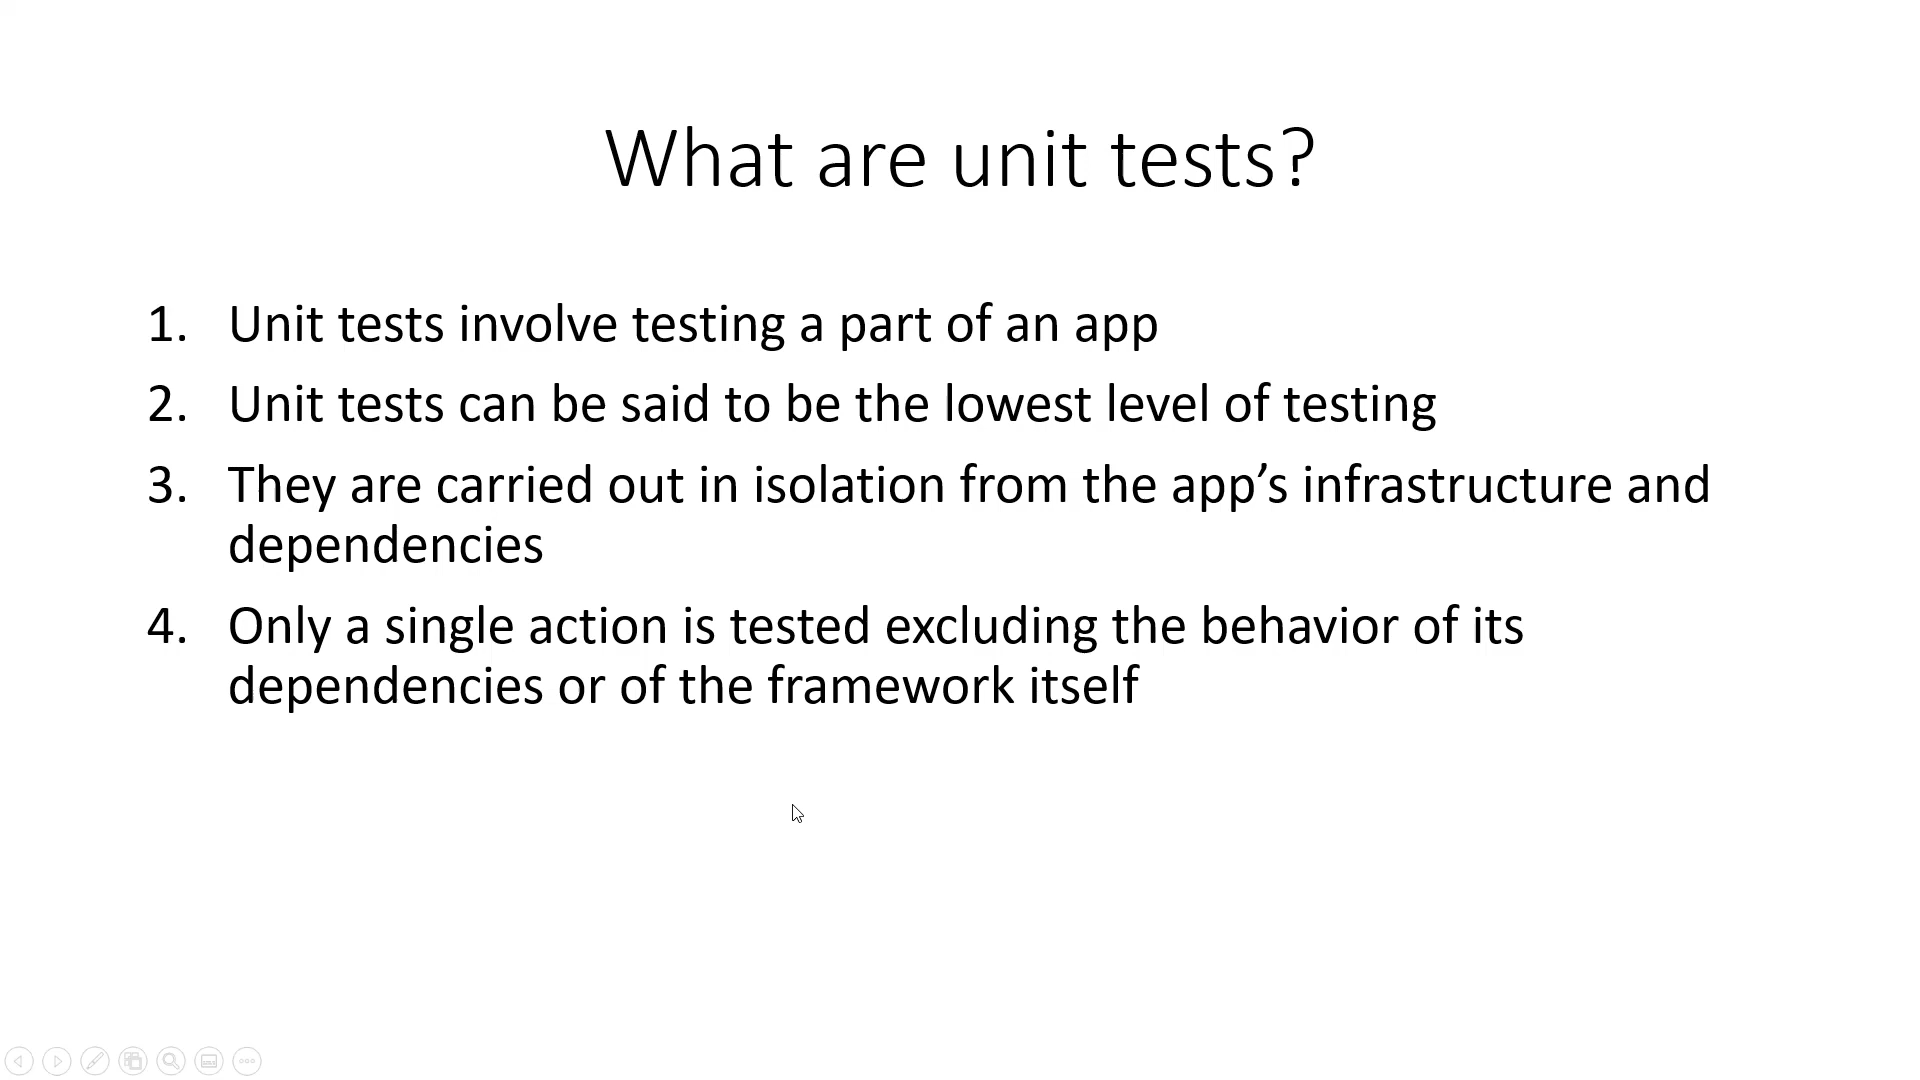 What are unit tests?
1. Unit tests involve testing a part of an app
2. Unit tests can be said to be the lowest level of testing
3. They are carried out in isolation from the app’s infrastructure and
dependencies
4. Only a single action is tested excluding the behavior of its
dependencies or of the framework itself